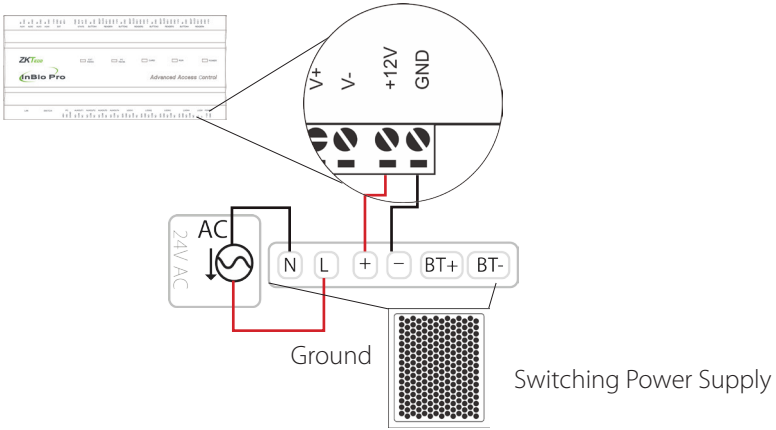 ZKTeco
InBio Pro
Advanced Access Control
V+
V-
+12V
GND
AC
24V AC
N
L
+
−
BT+
BT-
Ground
Switching Power Supply